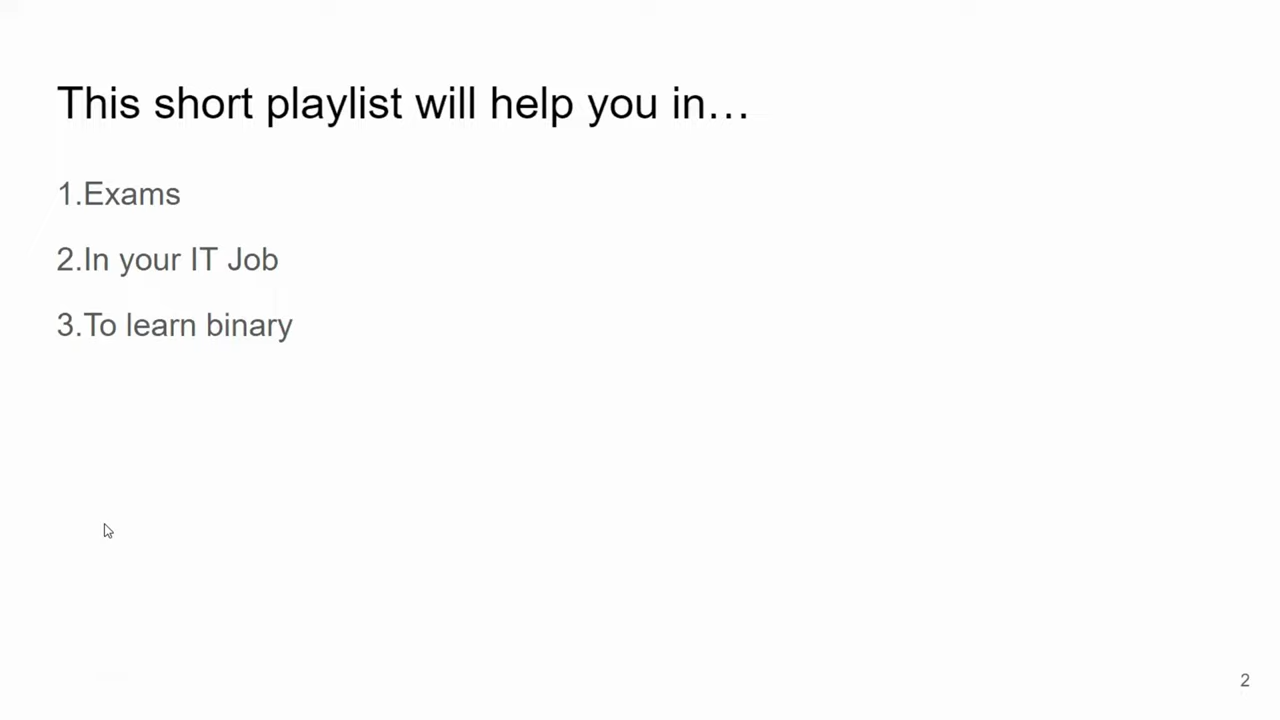 This short playlist will help you in…
1.Exams
2.In your IT Job
3.To learn binary
2